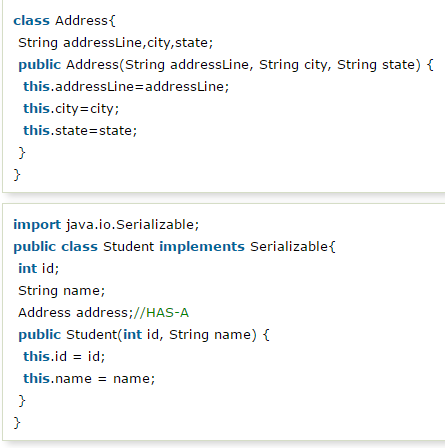 class Address{
String addressLine,city,state;
public Address(String addressLine, String city, String state) {
this.addressLine=addressLine;
this.city=city;
this.state=state;
}
}
import java.io.Serializable;
public class Student implements Serializable{
int id;
String name;
Address address;//HAS-A
public Student(int id, String name) {
this.id = id;
this.name = name;
}
}